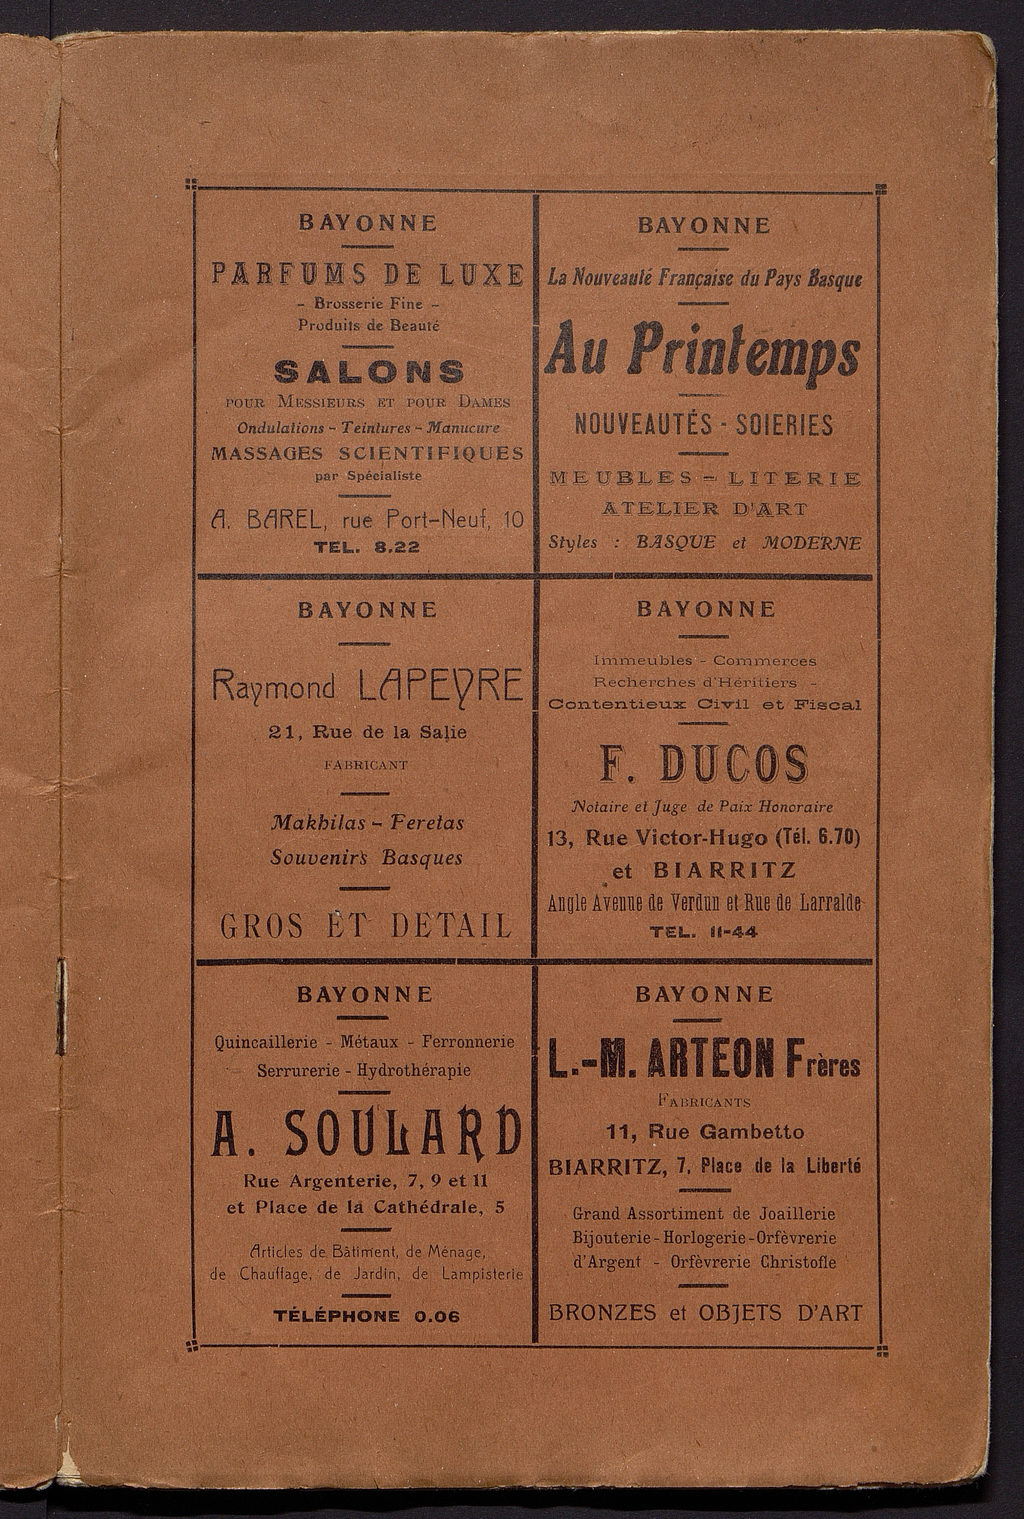 BAYONNE
PARFUMS DE LUXE
- Brosserie Fine -
Produits de Beauté
SALONS
POUR MESSIEURS ET POUR DAMES
Ondulations - Teintures - Manucure
MASSAGES SCIENTIFIQUES
par Spécialiste
A. BAREL, rue Port-Neuf, 10
TEL. 8.22
BAYONNE
La Nouveauté Française du Pays Basque
Au Printemps
NOUVEAUTÉS - SOIERIES
MEUBLES - LITERIE
ATELIER D'ART
Styles : BASQUE et MODERNE
BAYONNE
Raymond LAPEYRE
21, Rue de la Salie
FABRICANT
Makhilas - Feretas
Souvenirs Basques
GROS ET DETAIL
BAYONNE
Immeubles - Commerces
Recherches d'Héritiers -
Contentieux Civil et Fiscal
F. DUCOS
Notaire et Juge de Paix Honoraire
13, Rue Victor-Hugo (Tél. 6.70)
et BIARRITZ
Angle Avenue de Verdun et Rue de Larralde
TEL. 11-44
BAYONNE
Quincaillerie - Métaux - Ferronnerie
Serrurerie - Hydrothérapie
A. SOULARD
Rue Argenterie, 7, 9 et 11
et Place de la Cathédrale, 5
Articles de Bâtiment, de Ménage,
de Chauffage, de Jardin, de Lampisterie
TÉLÉPHONE 0.06
BAYONNE
L.-M. ARTEON Frères
FABRICANTS
11, Rue Gambetto
BIARRITZ, 7, Place de la Liberté
Grand Assortiment de Joaillerie
Bijouterie - Horlogerie - Orfèvrerie
d'Argent - Orfèvrerie Christofle
BRONZES et OBJETS D'ART